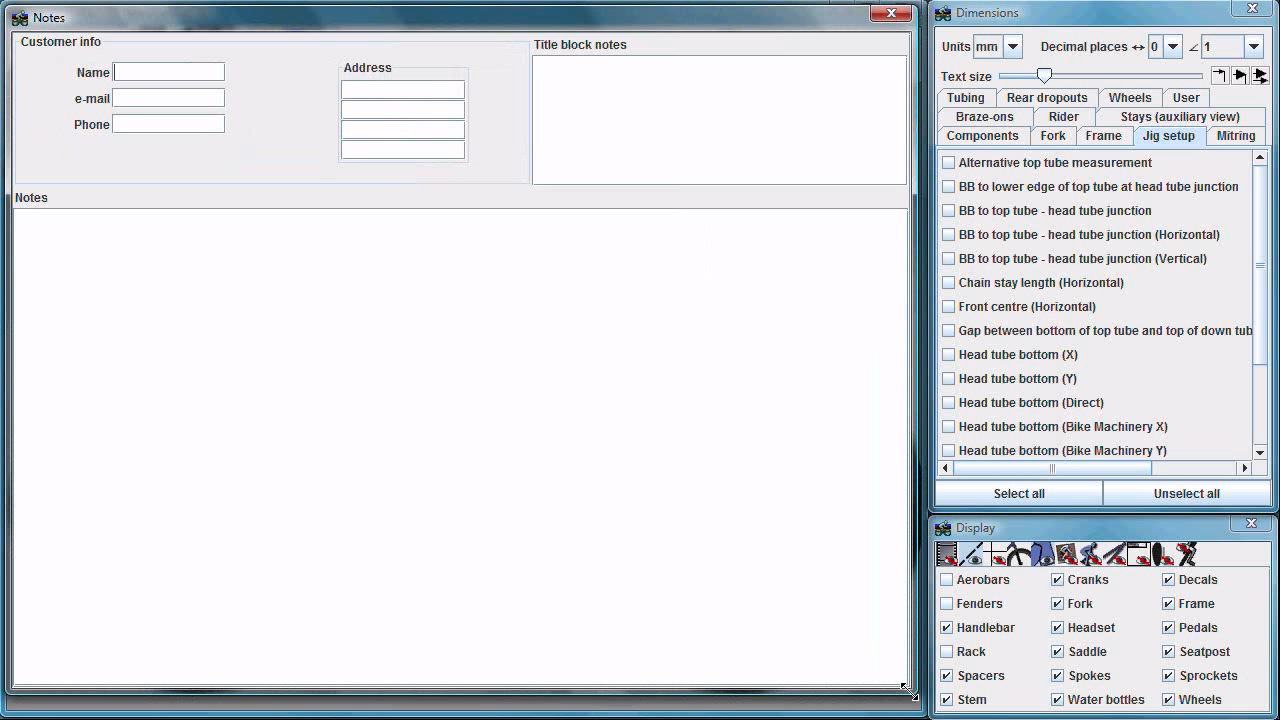 Notes
Customer info
Name
e-mail
Phone
Address
Title block notes
Notes
Dimensions
Units mm Decimal places ↔ 0 ∠ 1
Text size
Tubing Rear dropouts Wheels User
Braze-ons Rider Stays (auxiliary view)
Components Fork Frame Jig setup Mitring
Alternative top tube measurement
BB to lower edge of top tube at head tube junction
BB to top tube - head tube junction
BB to top tube - head tube junction (Horizontal)
BB to top tube - head tube junction (Vertical)
Chain stay length (Horizontal)
Front centre (Horizontal)
Gap between bottom of top tube and top of down tub
Head tube bottom (X)
Head tube bottom (Y)
Head tube bottom (Direct)
Head tube bottom (Bike Machinery X)
Head tube bottom (Bike Machinery Y)
Select all Unselect all
Display
Aerobars Cranks Decals
Fenders Fork Frame
Handlebar Headset Pedals
Rack Saddle Seatpost
Spacers Spokes Sprockets
Stem Water bottles Wheels